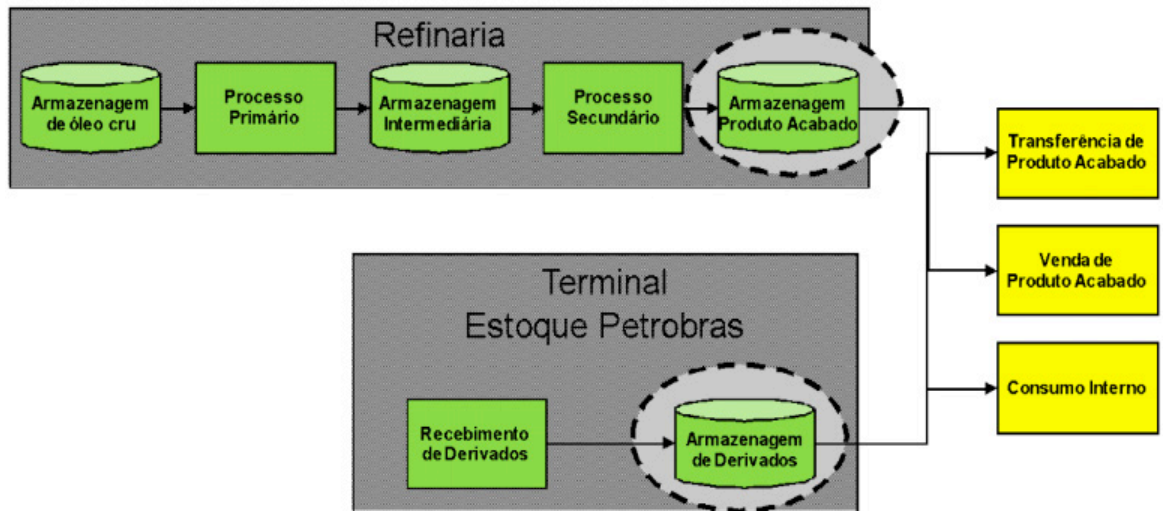 Refinaria
Armazenagem
de óleo cru
Processo
Primário
Armazenagem
Intermediária
Processo
Secundário
Armazenagem
Produto Acabado
Transferência de
Produto Acabado
Venda de
Produto Acabado
Consumo Interno
Terminal
Estoque Petrobras
Recebimento
de Derivados
Armazenagem
de Derivados